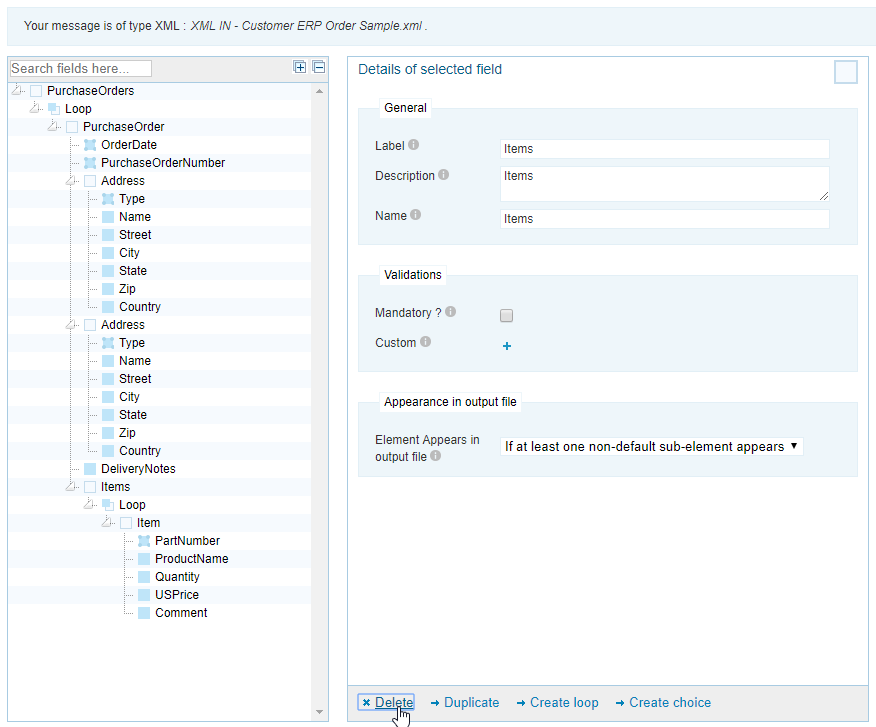 Your message is of type XML : XML IN - Customer ERP Order Sample.xml .
Search fields here...
PurchaseOrders
Loop
PurchaseOrder
OrderDate
PurchaseOrderNumber
Address
Type
Name
Street
City
State
Zip
Country
Address
Type
Name
Street
City
State
Zip
Country
DeliveryNotes
Items
Loop
Item
PartNumber
ProductName
Quantity
USPrice
Comment
Details of selected field
General
Label
Items
Description
Items
Name
Items
Validations
Mandatory ?
Custom
Appearance in output file
Element Appears in
output file
If at least one non-default sub-element appears
Delete
Duplicate
Create loop
Create choice